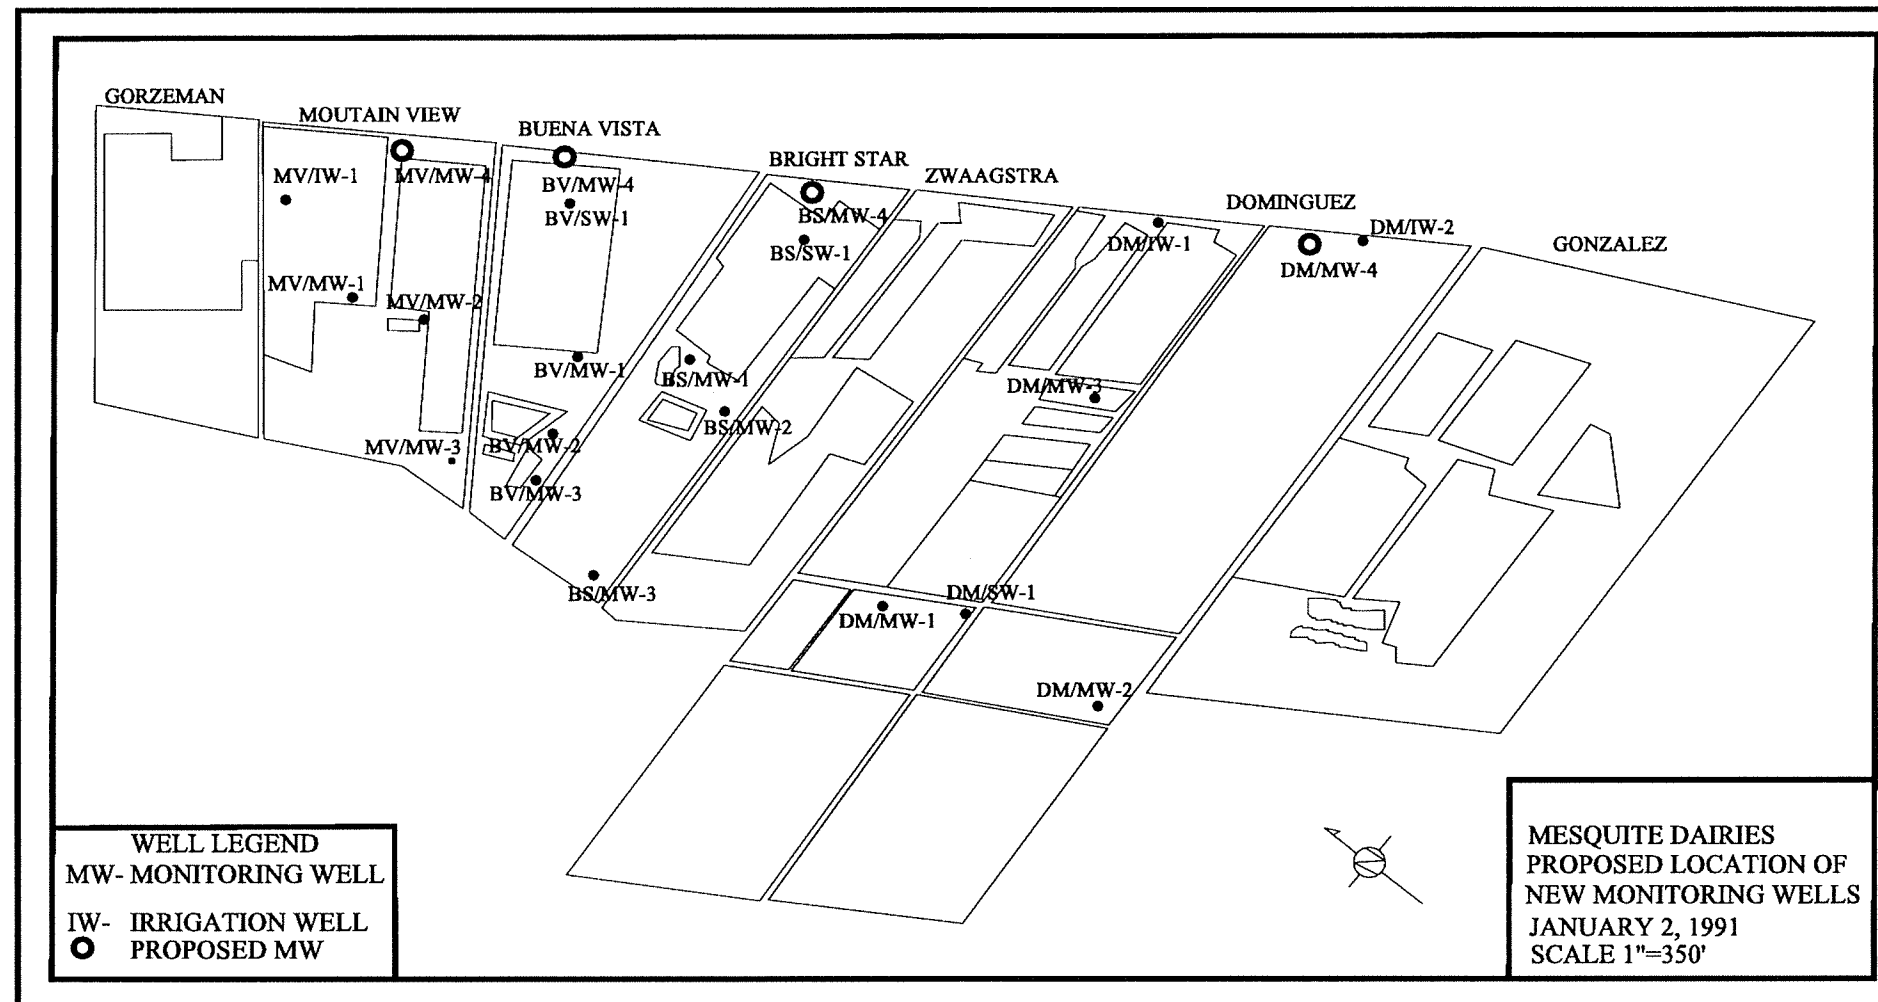 GORZEMAN
MOUTAIN VIEW
BUENA VISTA
BRIGHT STAR
ZWAAGSTRA
DOMINGUEZ
GONZALEZ
MV/IW-1
MV/MW-4
BV/MW-4
BV/SW-1
BS/MW-4
BS/SW-1
DM/IW-1
DM/IW-2
DM/MW-4
MV/MW-1
MV/MW-2
BV/MW-1
BS/MW-1
DM/MW-3
BS/MW-2
MV/MW-3
BV/MW-2
BV/MW-3
BS/MW-3
DM/SW-1
DM/MW-1
DM/MW-2
WELL LEGEND
MW- MONITORING WELL
IW- IRRIGATION WELL
PROPOSED MW
MESQUITE DAIRIES
PROPOSED LOCATION OF
NEW MONITORING WELLS
JANUARY 2, 1991
SCALE 1"=350'